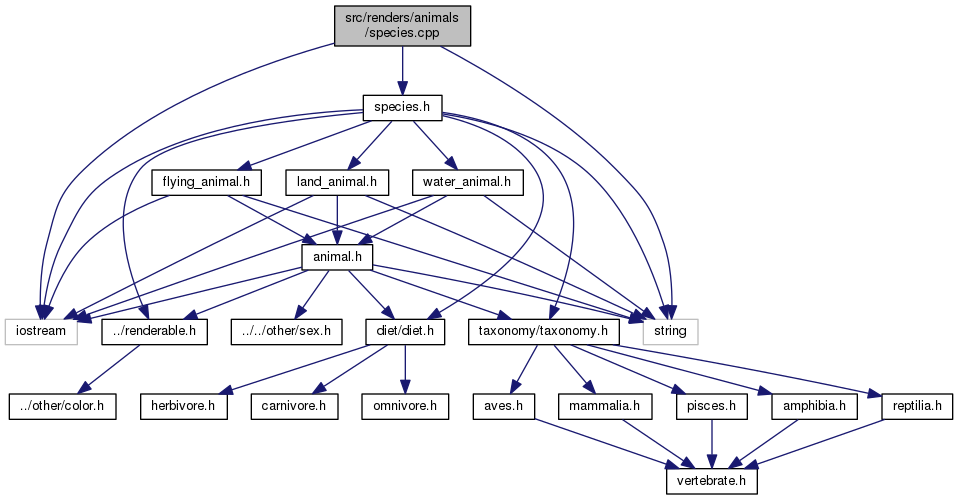 src/renders/animals
/species.cpp
species.h
flying_animal.h
land_animal.h
water_animal.h
animal.h
iostream
../renderable.h
../../other/sex.h
diet/diet.h
taxonomy/taxonomy.h
string
../other/color.h
herbivore.h
carnivore.h
omnivore.h
aves.h
mammalia.h
pisces.h
amphibia.h
reptilia.h
vertebrate.h